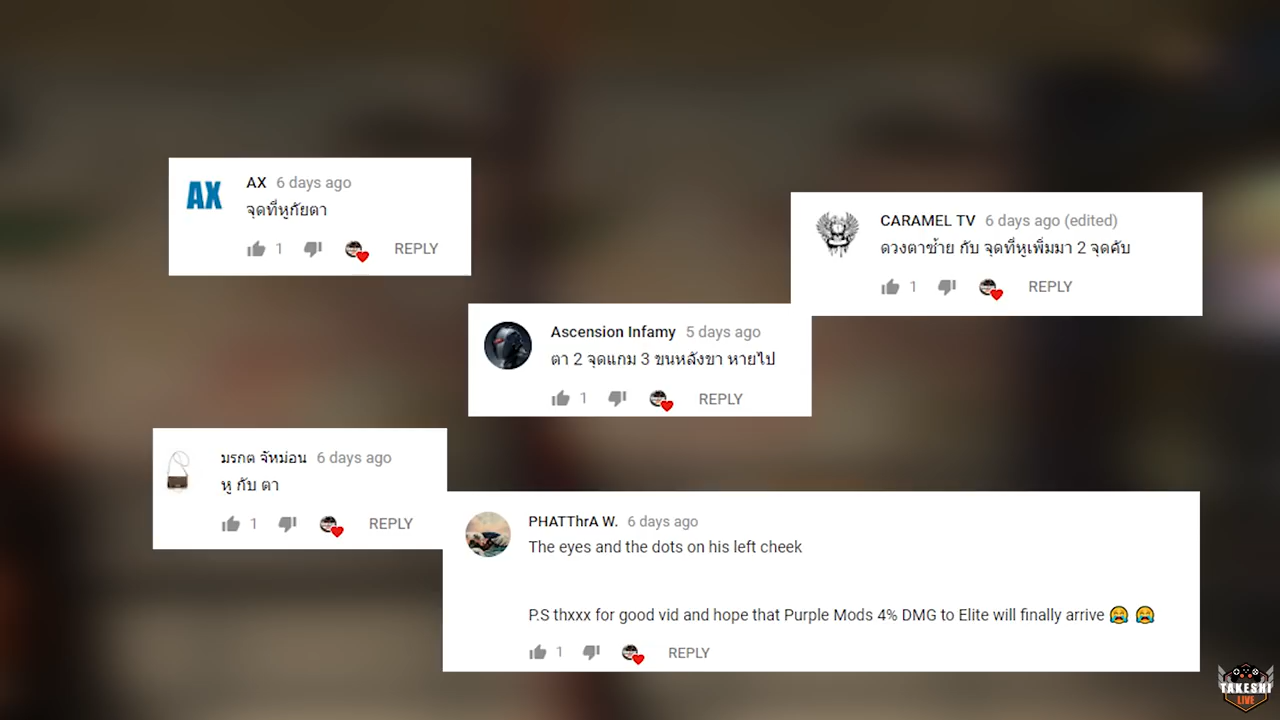 AX
AX 6 days ago
จุดที่หูกัยตา
1 REPLY
CARAMEL TV 6 days ago (edited)
ดวงตาซ้าย กับ จุดที่หูเพิ่มมา 2 จุดคับ
1 REPLY
Ascension Infamy 5 days ago
ตา 2 จุดแกม 3 ขนหลังขา หายไป
1 REPLY
มรกต จัหม่อน 6 days ago
หู กับ ตา
1 REPLY
PHATThrA W. 6 days ago
The eyes and the dots on his left cheek
P.S thxxx for good vid and hope that Purple Mods 4% DMG to Elite will finally arrive 😭 😭
1 REPLY
TAKESHI
LIVE